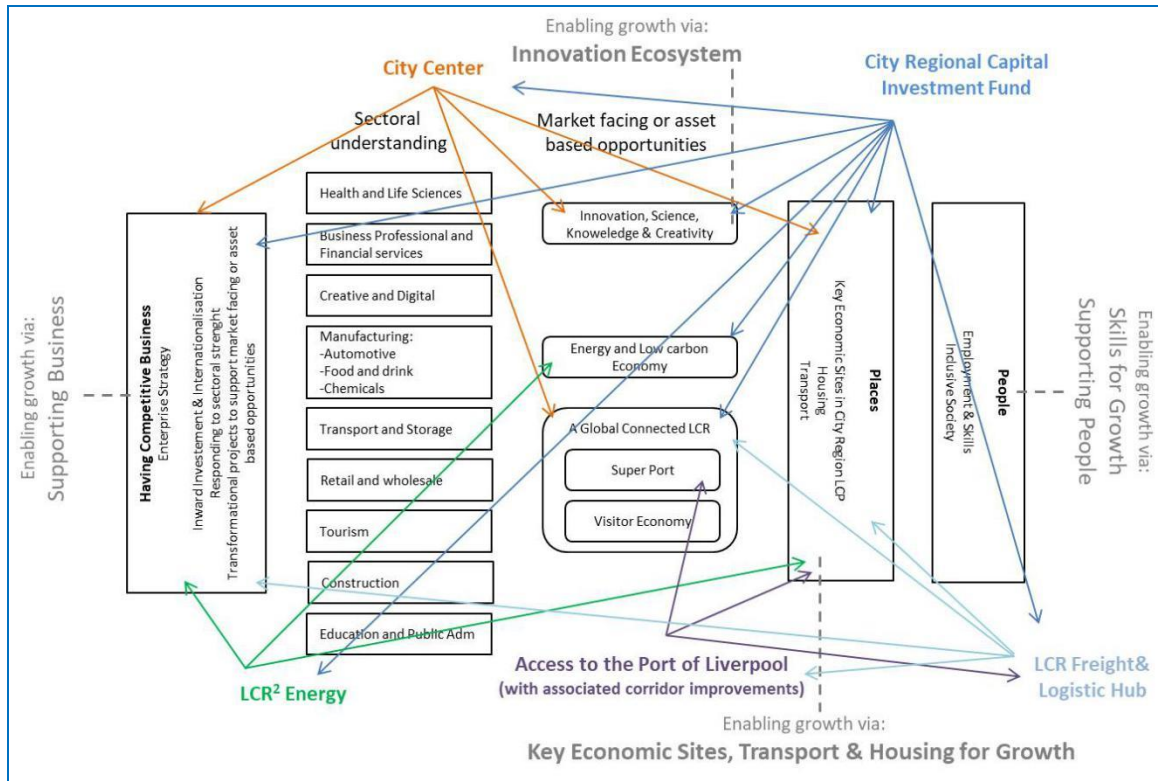 Enabling growth via:
Innovation Ecosystem
City Center
City Regional Capital
Investment Fund
Sectoral
understanding
Market facing or asset
based opportunities
Enabling growth via:
Supporting Business
Having Competitive Business
Enterprise Strategy
Inward Investement & Internationalisation
Responding to sectoral strenght
Transformational projects to support market facing or asset
based opportunities
Health and Life Sciences
Business Professional and
Financial services
Creative and Digital
Manufacturing:
-Automotive
-Food and drink
-Chemicals
Transport and Storage
Retail and wholesale
Tourism
Construction
Education and Public Adm
Innovation, Science,
Knoweledge & Creativity
Energy and Low carbon
Economy
A Global Connected LCR
Super Port
Visitor Economy
Places
Key Economic Sites in City Region LCP
Housing
Transport
People
Employment & Skills
Inclusive Society
Enabling growth via:
Skills for Growth
Supporting People
LCR² Energy
Access to the Port of Liverpool
(with associated corridor improvements)
LCR Freight&
Logistic Hub
Enabling growth via:
Key Economic Sites, Transport & Housing for Growth